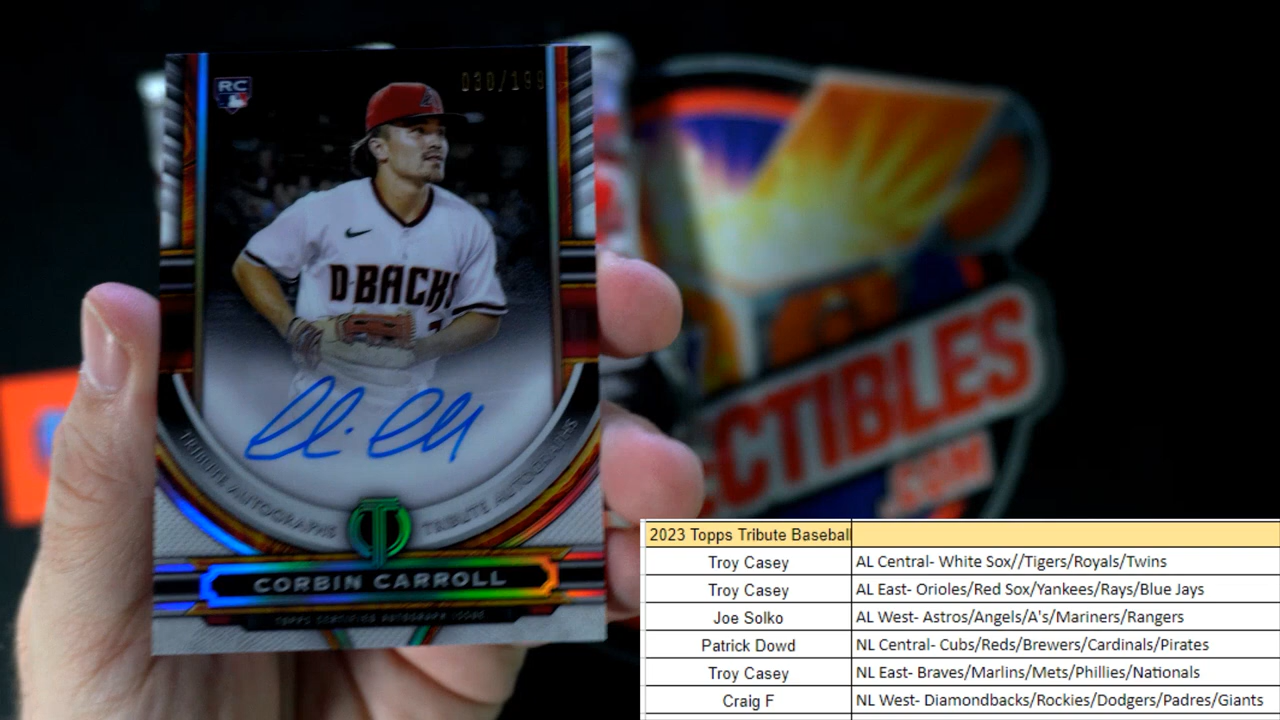 RC
030/199
D-BACKS
TRIBUTE AUTOGRAPHS TRIBUTE AUTOGRAPHS
T
CORBIN CARROLL
TOPPS CERTIFIED AUTOGRAPH ISSUE
ECTIBLES
.COM
2023 Topps Tribute Baseball
Troy Casey AL Central- White Sox//Tigers/Royals/Twins
Troy Casey AL East- Orioles/Red Sox/Yankees/Rays/Blue Jays
Joe Solko AL West- Astros/Angels/A's/Mariners/Rangers
Patrick Dowd NL Central- Cubs/Reds/Brewers/Cardinals/Pirates
Troy Casey NL East- Braves/Marlins/Mets/Phillies/Nationals
Craig F NL West- Diamondbacks/Rockies/Dodgers/Padres/Giants